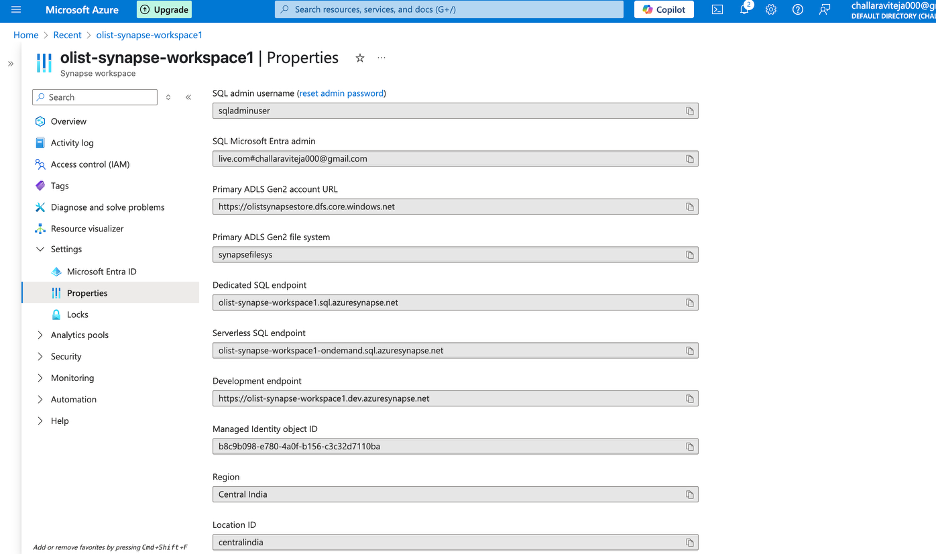 Microsoft Azure
Upgrade
Search resources, services, and docs (G+/)
Copilot
2
challaraviteja000@g
DEFAULT DIRECTORY (CHAL
Home > Recent > olist-synapse-workspace1
olist-synapse-workspace1 | Properties
Synapse workspace
Search
Overview
Activity log
Access control (IAM)
Tags
Diagnose and solve problems
Resource visualizer
Settings
Microsoft Entra ID
Properties
Locks
Analytics pools
Security
Monitoring
Automation
Help
Add or remove favorites by pressing Cmd+Shift+F
SQL admin username (reset admin password)
sqladminuser
SQL Microsoft Entra admin
live.com#challaraviteja000@gmail.com
Primary ADLS Gen2 account URL
https://olistsynapsestore.dfs.core.windows.net
Primary ADLS Gen2 file system
synapsefilesys
Dedicated SQL endpoint
olist-synapse-workspace1.sql.azuresynapse.net
Serverless SQL endpoint
olist-synapse-workspace1-ondemand.sql.azuresynapse.net
Development endpoint
https://olist-synapse-workspace1.dev.azuresynapse.net
Managed Identity object ID
b8c9b098-e780-4a0f-b156-c3c32d7110ba
Region
Central India
Location ID
centralindia